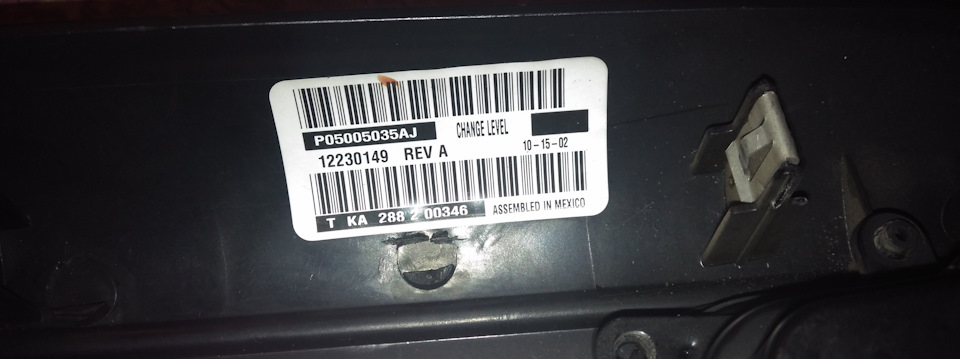 P05005035AJ CHANGE LEVEL
12230149 REV A 10-15-02
T KA 288 2 00346 ASSEMBLED IN MEXICO